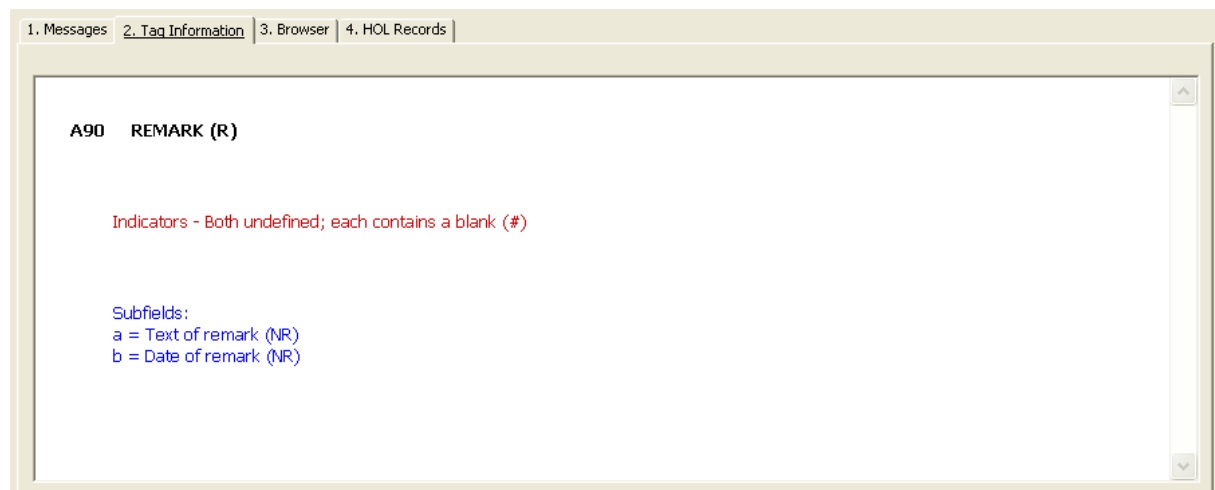 1. Messages 2. Tag Information 3. Browser 4. HOL Records
A90 REMARK (R)
Indicators - Both undefined; each contains a blank (#)
Subfields:
a = Text of remark (NR)
b = Date of remark (NR)